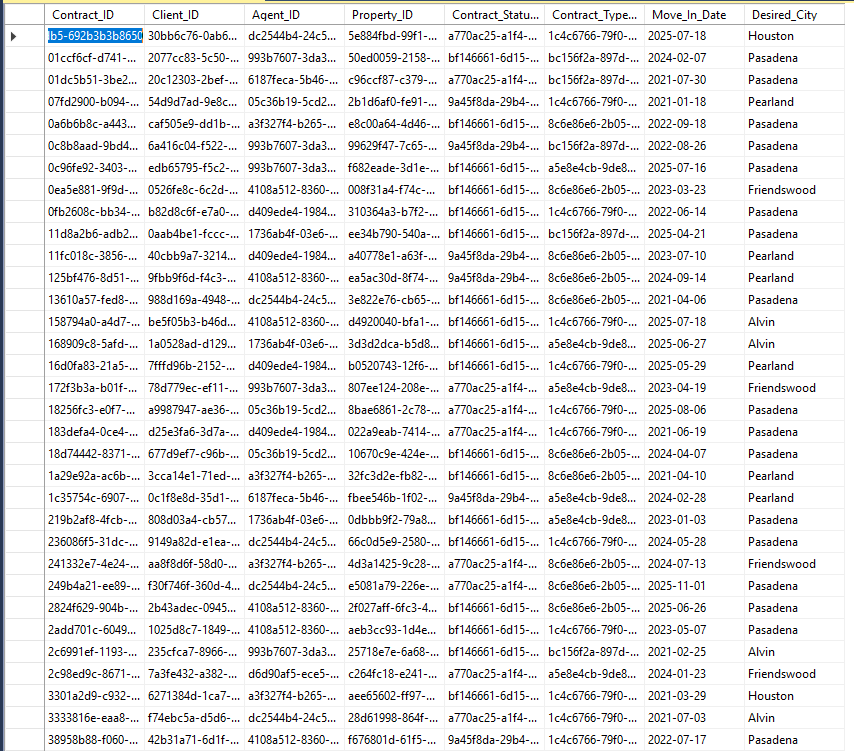 Contract_ID Client_ID Agent_ID Property_ID Contract_Statu... Contract_Type... Move_In_Date Desired_City
lb5-692b3b3b8650 30bb6c76-0ab6... dc2544b4-24c5... 5e884fbd-99f1-... a770ac25-a1f4-... 1c4c6766-79f0-... 2025-07-18 Houston
01ccf6cf-d741-... 2077cc83-5c50-... 993b7607-3da3... 50ed0059-2158-... bf146661-6d15-... bc156f2a-897d-... 2024-02-07 Pasadena
01dc5b51-3be2... 20c12303-2bef-... 6187feca-5b46-... c96ccf87-c379-... a770ac25-a1f4-... bc156f2a-897d-... 2021-07-30 Pasadena
07fd2900-b094-... 54d9d7ad-9e8c... 05c36b19-5cd2... 2b1d6af0-fe91-... 9a45f8da-29b4-... 1c4c6766-79f0-... 2021-01-18 Pearland
0a6b6b8c-a443... caf505e9-dd1b-... a3f327f4-b265-... e8c00a64-4d46-... bf146661-6d15-... 8c6e86e6-2b05-... 2022-09-18 Pasadena
0c8b8aad-9bd4... 6a416c04-f522-... 993b7607-3da3... 99629f47-7c65-... 9a45f8da-29b4-... bc156f2a-897d-... 2022-08-26 Pasadena
0c96fe92-3403-... edb65795-f5c2-... 993b7607-3da3... f682eade-3d1e-... bf146661-6d15-... a5e8e4cb-9de8... 2025-07-16 Pasadena
0ea5e881-9f9d-... 0526fe8c-6c2d-... 4108a512-8360-... 008f31a4-f74c-... bf146661-6d15-... 8c6e86e6-2b05-... 2023-03-23 Friendswood
0fb2608c-bb34-... b82d8c6f-e7a0-... d409ede4-1984... 310364a3-b7f2-... bf146661-6d15-... 1c4c6766-79f0-... 2022-06-14 Pasadena
11d8a2b6-adb2... 0aab4be1-fccc-... 1736ab4f-03e6-... ee34b790-540a-... bf146661-6d15-... bc156f2a-897d-... 2025-04-21 Pasadena
11fc018c-3856-... 40cbb9a7-3214... d409ede4-1984... a40778e1-a63f-... 9a45f8da-29b4-... 8c6e86e6-2b05-... 2023-07-10 Pearland
125bf476-8d51-... 9fbb9f6d-f4c3-... 4108a512-8360-... ea5ac30d-8f74-... 9a45f8da-29b4-... 8c6e86e6-2b05-... 2024-09-14 Pearland
13610a57-fed8-... 988d169a-4948-... dc2544b4-24c5... 3e822e76-cb65-... bf146661-6d15-... 8c6e86e6-2b05-... 2021-04-06 Pasadena
158794a0-a4d7-... be5f05b3-b46d... 4108a512-8360-... d4920040-bfa1-... bf146661-6d15-... 1c4c6766-79f0-... 2025-07-18 Alvin
168909c8-5afd-... 1a0528ad-d129... 1736ab4f-03e6-... 3d3d2dca-b5d8... bf146661-6d15-... a5e8e4cb-9de8... 2025-06-27 Alvin
16d0fa83-21a5-... 7fffd96b-2152-... d409ede4-1984... b0520743-12f6-... bf146661-6d15-... 1c4c6766-79f0-... 2025-05-29 Pearland
172f3b3a-b01f-... 78d779ec-ef11-... 993b7607-3da3... 807ee124-208e-... a770ac25-a1f4-... a5e8e4cb-9de8... 2023-04-19 Friendswood
18256fc3-e0f7-... a9987947-ae36-... 05c36b19-5cd2... 8bae6861-2c78-... a770ac25-a1f4-... 1c4c6766-79f0-... 2025-08-06 Pasadena
183defa4-0ce4-... d25e3fa6-3d7a-... d409ede4-1984... 022a9eab-7414-... a770ac25-a1f4-... 1c4c6766-79f0-... 2021-06-19 Pasadena
18d74442-8371-... 677d9ef7-c96b-... 05c36b19-5cd2... 10670c9e-424e-... bf146661-6d15-... 8c6e86e6-2b05-... 2024-04-07 Pasadena
1a29e92a-ac6b-... 3cca14e1-71ed-... a3f327f4-b265-... 32fc3d2e-fb82-... bf146661-6d15-... 8c6e86e6-2b05-... 2021-04-10 Pearland
1c35754c-6907-... 0c1f8e8d-35d1-... 6187feca-5b46-... fbee546b-1f02-... 9a45f8da-29b4-... a5e8e4cb-9de8... 2024-02-28 Pearland
219b2af8-4fcb-... 808d03a4-cb57... 1736ab4f-03e6-... 0dbbb9f2-79a8... bf146661-6d15-... a5e8e4cb-9de8... 2023-01-03 Pasadena
236086f5-31dc-... 9149a82d-e1ea-... dc2544b4-24c5... 66c0d5e9-2580-... bf146661-6d15-... 1c4c6766-79f0-... 2024-05-28 Pasadena
241332e7-4e24-... aa8f8d6f-58d0-... a3f327f4-b265-... 4d3a1425-9c28-... a770ac25-a1f4-... 8c6e86e6-2b05-... 2024-07-13 Friendswood
249b4a21-ee89-... f30f746f-360d-4... dc2544b4-24c5... e5081a79-226e-... a770ac25-a1f4-... 8c6e86e6-2b05-... 2025-11-01 Pasadena
2824f629-904b-... 2b43adec-0945... 4108a512-8360-... 2f027aff-6fc3-4... bf146661-6d15-... 8c6e86e6-2b05-... 2025-06-26 Pasadena
2add701c-6049... 1025d8c7-1849-... 4108a512-8360-... aeb3cc93-1d4e... bf146661-6d15-... 1c4c6766-79f0-... 2023-05-07 Pasadena
2c6991ef-1193-... 235cfca7-8966-... 993b7607-3da3... 25718e7e-6a68-... bf146661-6d15-... bc156f2a-897d-... 2021-02-25 Alvin
2c98ed9c-8671-... 7a3fe432-a382-... d6d90af5-ece5-... c264fc18-e241-... a770ac25-a1f4-... a5e8e4cb-9de8... 2024-01-23 Friendswood
3301a2d9-c932-... 6271384d-1ca7-... a3f327f4-b265-... aee65602-ff97-... bf146661-6d15-... 1c4c6766-79f0-... 2021-03-29 Houston
3333816e-eaa8-... f74ebc5a-d5d6-... dc2544b4-24c5... 28d61998-864f-... a770ac25-a1f4-... 1c4c6766-79f0-... 2021-07-03 Alvin
38958b88-f060-... 42b31a71-6d1f-... a3f327f4-b265-... f676801d-61f5-... 9a45f8da-29b4-... 1c4c6766-79f0-... 2022-07-17 Pasadena